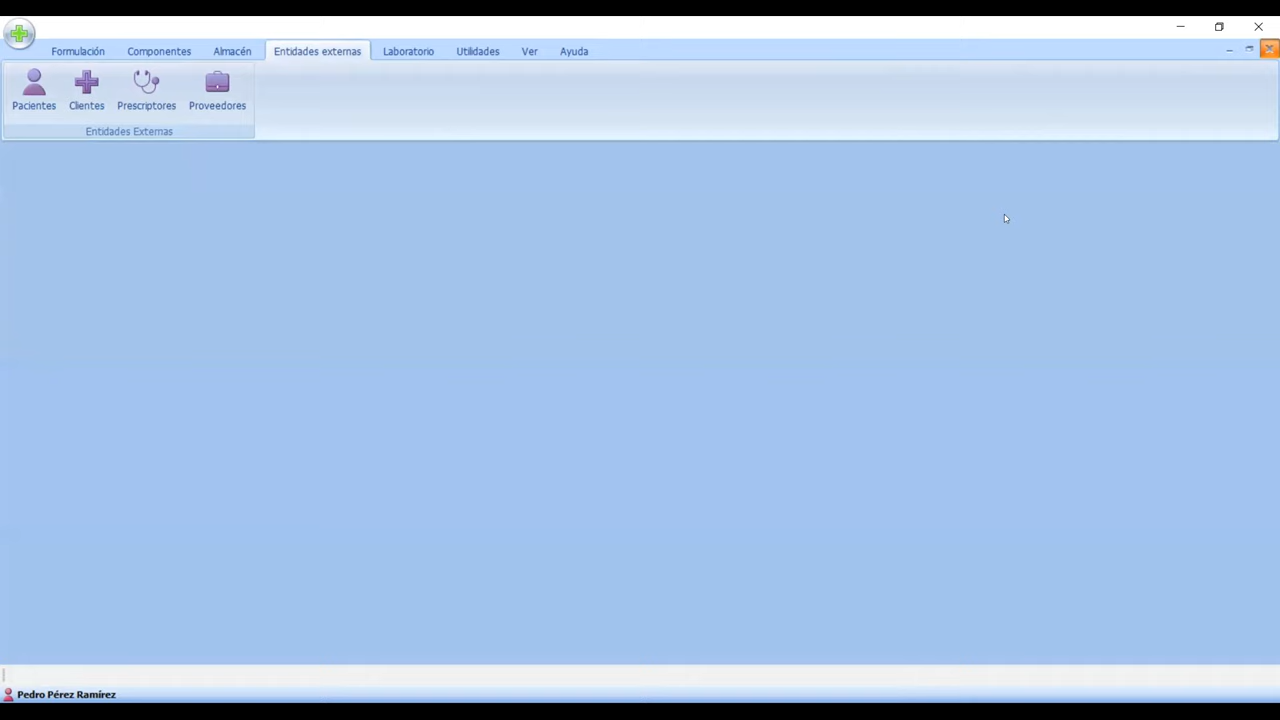 Formulación Componentes Almacén Entidades externas Laboratorio Utilidades Ver Ayuda
Pacientes Clientes Prescriptores Proveedores
Entidades Externas
Pedro Pérez Ramírez